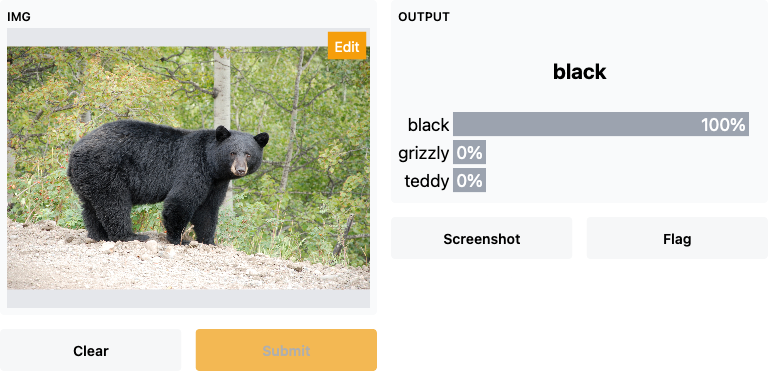 IMG
Edit
Clear
Submit
OUTPUT
black
black 100%
grizzly 0%
teddy 0%
Screenshot
Flag